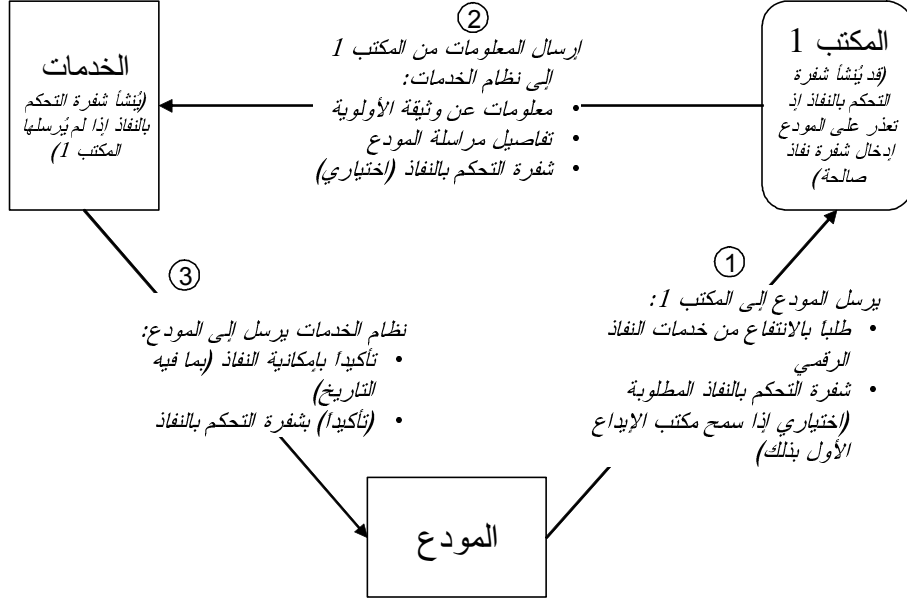 المكتب 1
(قد يُنشأ شفرة
التحكم بالنفاذ إذ
تعذر على المودع
إدخال شفرة نفاذ
صالحة)
2
إرسال المعلومات من المكتب 1
إلى نظام الخدمات:
• معلومات عن وثيقة الأولوية
• تفاصيل مراسلة المودع
• شفرة التحكم بالنفاذ (اختياري)
الخدمات
(يُنشأ شفرة التحكم
بالنفاذ إذا لم يُرسلها
المكتب 1)
1
يرسل المودع إلى المكتب 1:
• طلباً بالانتفاع من خدمات النفاذ
الرقمي
• شفرة التحكم بالنفاذ المطلوبة
(اختياري إذا سمح مكتب الإيداع
الأول بذلك)
3
نظام الخدمات يرسل إلى المودع:
• تأكيداً بإمكانية النفاذ (بما فيه
التاريخ)
• (تأكيداً) بشفرة التحكم بالنفاذ
المودع